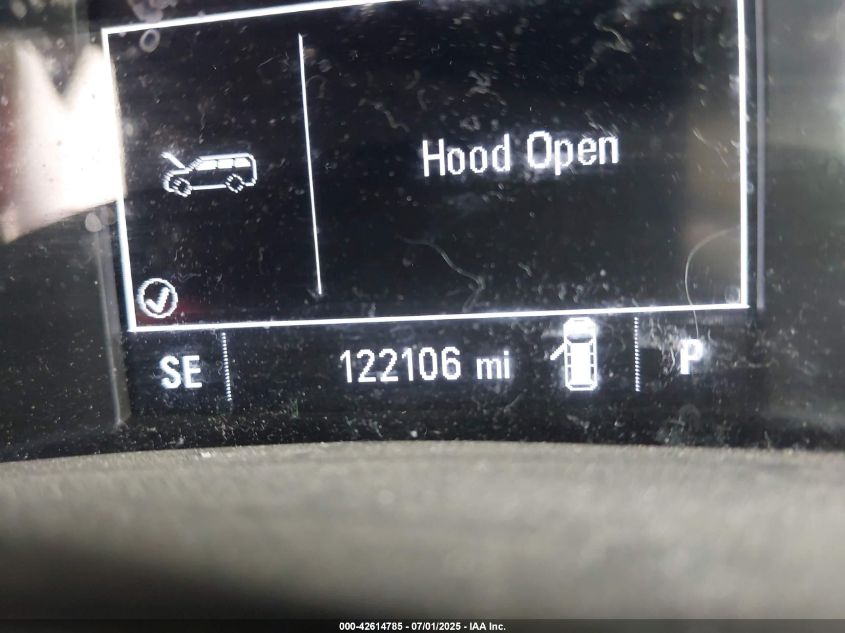 Hood Open
SE 122106 mi P
000-42614785 - 07/01/2025 - IAA Inc.